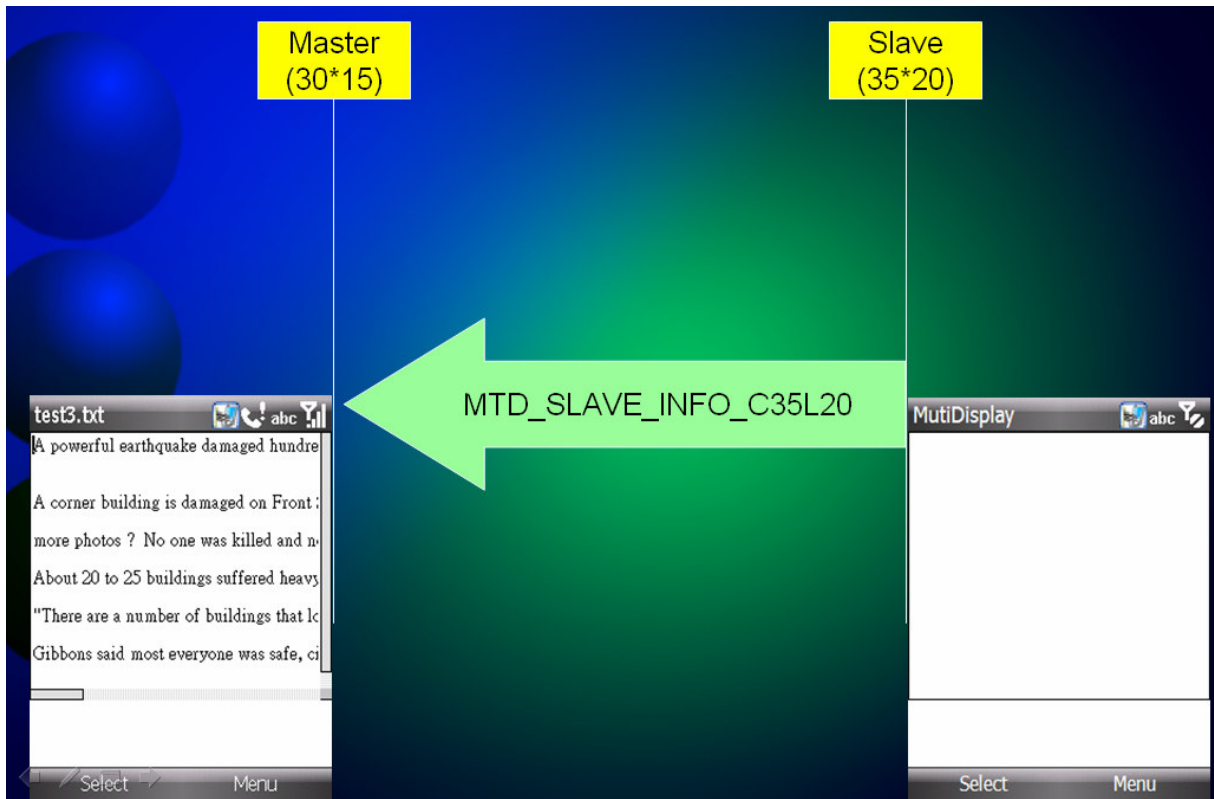 Master
(30*15)
Slave
(35*20)
MTD_SLAVE_INFO_C35L20
test3.txt
abc
A powerful earthquake damaged hundre
A corner building is damaged on Front
more photos ? No one was killed and
About 20 to 25 buildings suffered heavy
"There are a number of buildings that
Gibbons said most everyone was safe, ci
Select Menu
MutiDisplay
abc
Select Menu